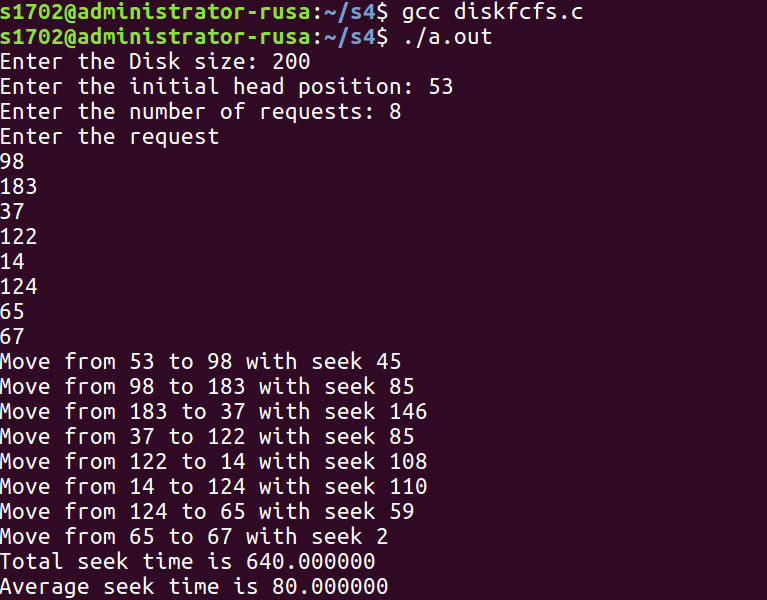 s1702@administrator-rusa:~/s4$ gcc diskfcfs.c
s1702@administrator-rusa:~/s4$ ./a.out
Enter the Disk size: 200
Enter the initial head position: 53
Enter the number of requests: 8
Enter the request
98
183
37
122
14
124
65
67
Move from 53 to 98 with seek 45
Move from 98 to 183 with seek 85
Move from 183 to 37 with seek 146
Move from 37 to 122 with seek 85
Move from 122 to 14 with seek 108
Move from 14 to 124 with seek 110
Move from 124 to 65 with seek 59
Move from 65 to 67 with seek 2
Total seek time is 640.000000
Average seek time is 80.000000